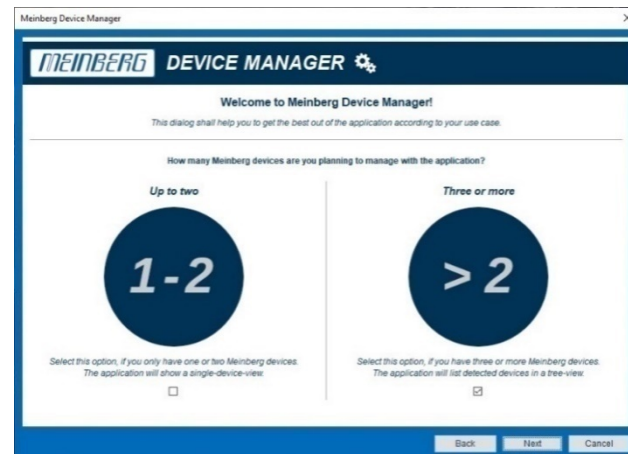 Meinberg Device Manager
MEINBERG DEVICE MANAGER
Welcome to Meinberg Device Manager!
This dialog shall help you to get the best out of the application according to your use case.
How many Meinberg devices are you planning to manage with the application?
Up to two
1-2
Select this option, if you only have one or two Meinberg devices.
The application will show a single-device-view.
Three or more
> 2
Select this option, if you have three or more Meinberg devices.
The application will list detected devices in a tree-view.
Back Next Cancel